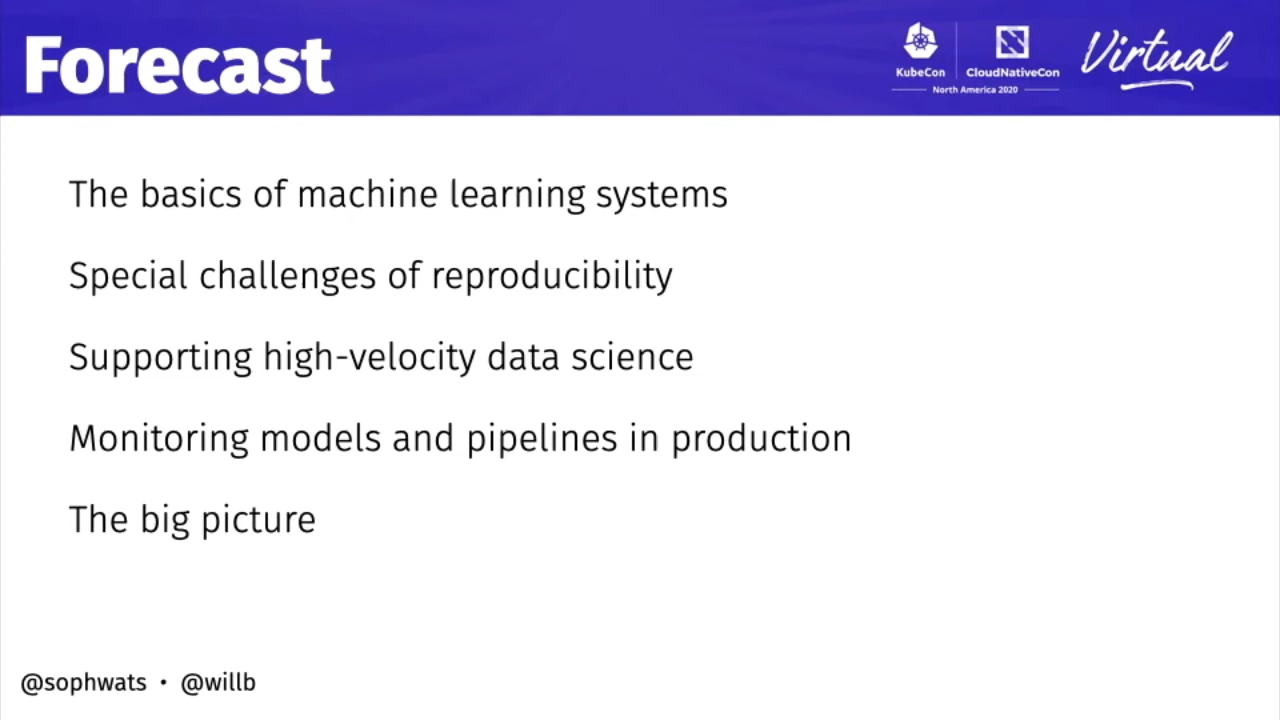 Forecast
KubeCon
CloudNativeCon
North America 2020
Virtual
The basics of machine learning systems
Special challenges of reproducibility
Supporting high-velocity data science
Monitoring models and pipelines in production
The big picture
@sophwats • @willb